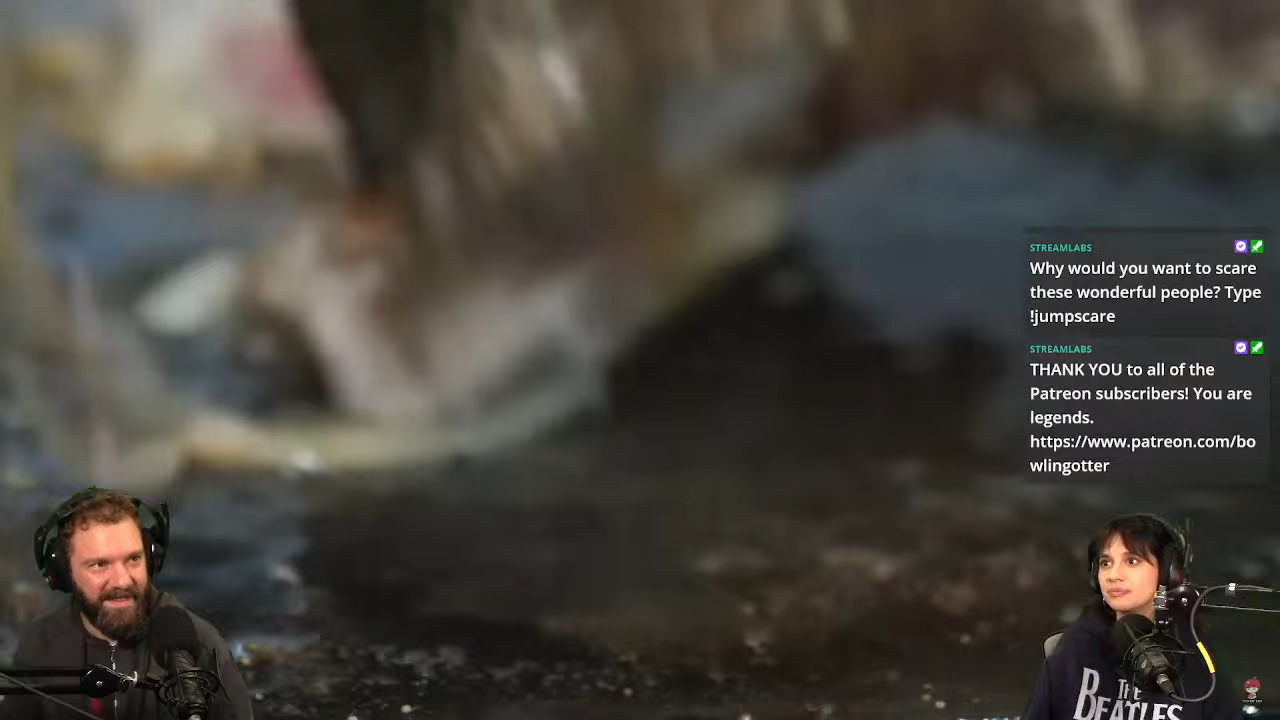 STREAMLABS
Why would you want to scare
these wonderful people? Type
!jumpscare
STREAMLABS
THANK YOU to all of the
Patreon subscribers! You are
legends.
https://www.patreon.com/bo
wlingotter
THE
BEATLES